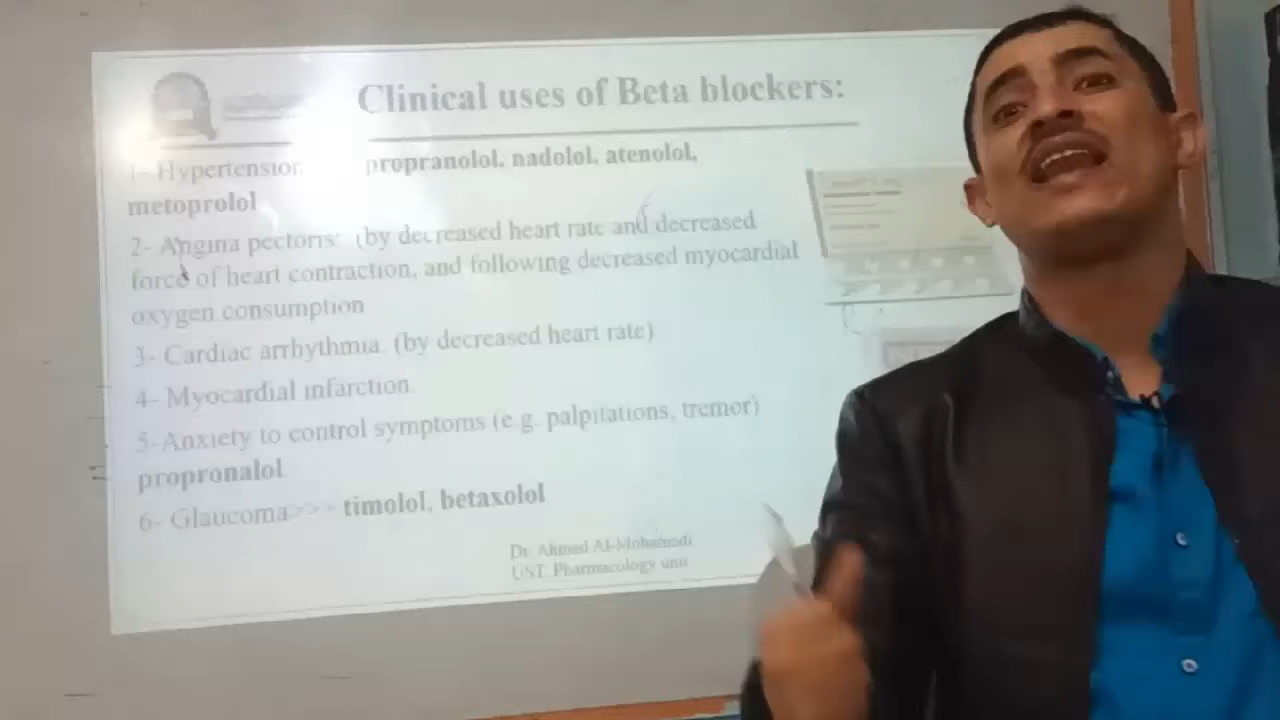 Clinical uses of Beta blockers:
1- Hypertension propranolol, nadolol, atenolol,
metoprolol
2- Angina pectoris: (by decreased heart rate and decreased
force of heart contraction, and following decreased myocardial
oxygen consumption
3- Cardiac arrhythmia. (by decreased heart rate)
4- Myocardial infarction.
5-Anxiety to control symptoms (e.g. palpitations, tremor)
propronalol
6- Glaucoma>>> timolol, betaxolol
Dr. Ahmed Al-Mohamadi
UST. Pharmacology unit